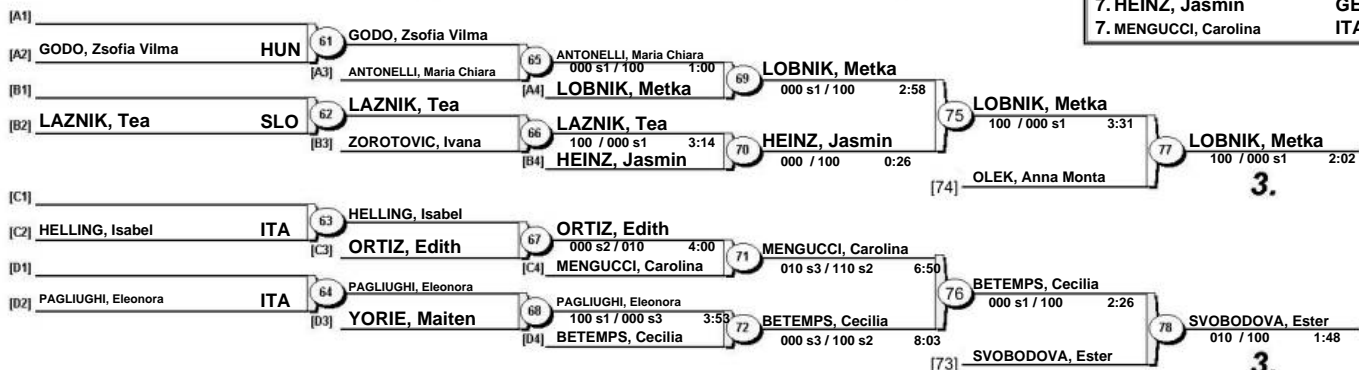 7. HEINZ, Jasmin GE
7. MENGUCCI, Carolina ITA
[A1]
GODO, Zsofia Vilma
[A2] GODO, Zsofia Vilma HUN 61
65 ANTONELLI, Maria Chiara
[A3] ANTONELLI, Maria Chiara
000 s1 / 100 1:00
LOBNIK, Metka
69
[A4] LOBNIK, Metka
000 s1 / 100 2:58
[B1]
LAZNIK, Tea
75 LOBNIK, Metka
[B2] LAZNIK, Tea SLO 62
LAZNIK, Tea
100 / 000 s1 3:31
66
[B3] ZOROTOVIC, Ivana
100 / 000 s1 3:14
HEINZ, Jasmin
70
77 LOBNIK, Metka
[B4] HEINZ, Jasmin
000 / 100 0:26
100 / 000 s1 2:02
[74] OLEK, Anna Monta
3.
[C1]
HELLING, Isabel
[C2] HELLING, Isabel ITA 63
ORTIZ, Edith
67
[C3] ORTIZ, Edith
000 s2 / 010 4:00
MENGUCCI, Carolina
71
[C4] MENGUCCI, Carolina
010 s3 / 110 s2 6:50
[D1]
PAGLIUGHI, Eleonora
76 BETEMPS, Cecilia
[D2] PAGLIUGHI, Eleonora ITA 64
PAGLIUGHI, Eleonora
000 s1 / 100 2:26
68
[D3] YORIE, Maiten
100 s1 / 000 s3 3:53
BETEMPS, Cecilia
72
78 SVOBODOVA, Ester
[D4] BETEMPS, Cecilia
000 s3 / 100 s2 8:03
010 / 100 1:48
[73] SVOBODOVA, Ester
3.